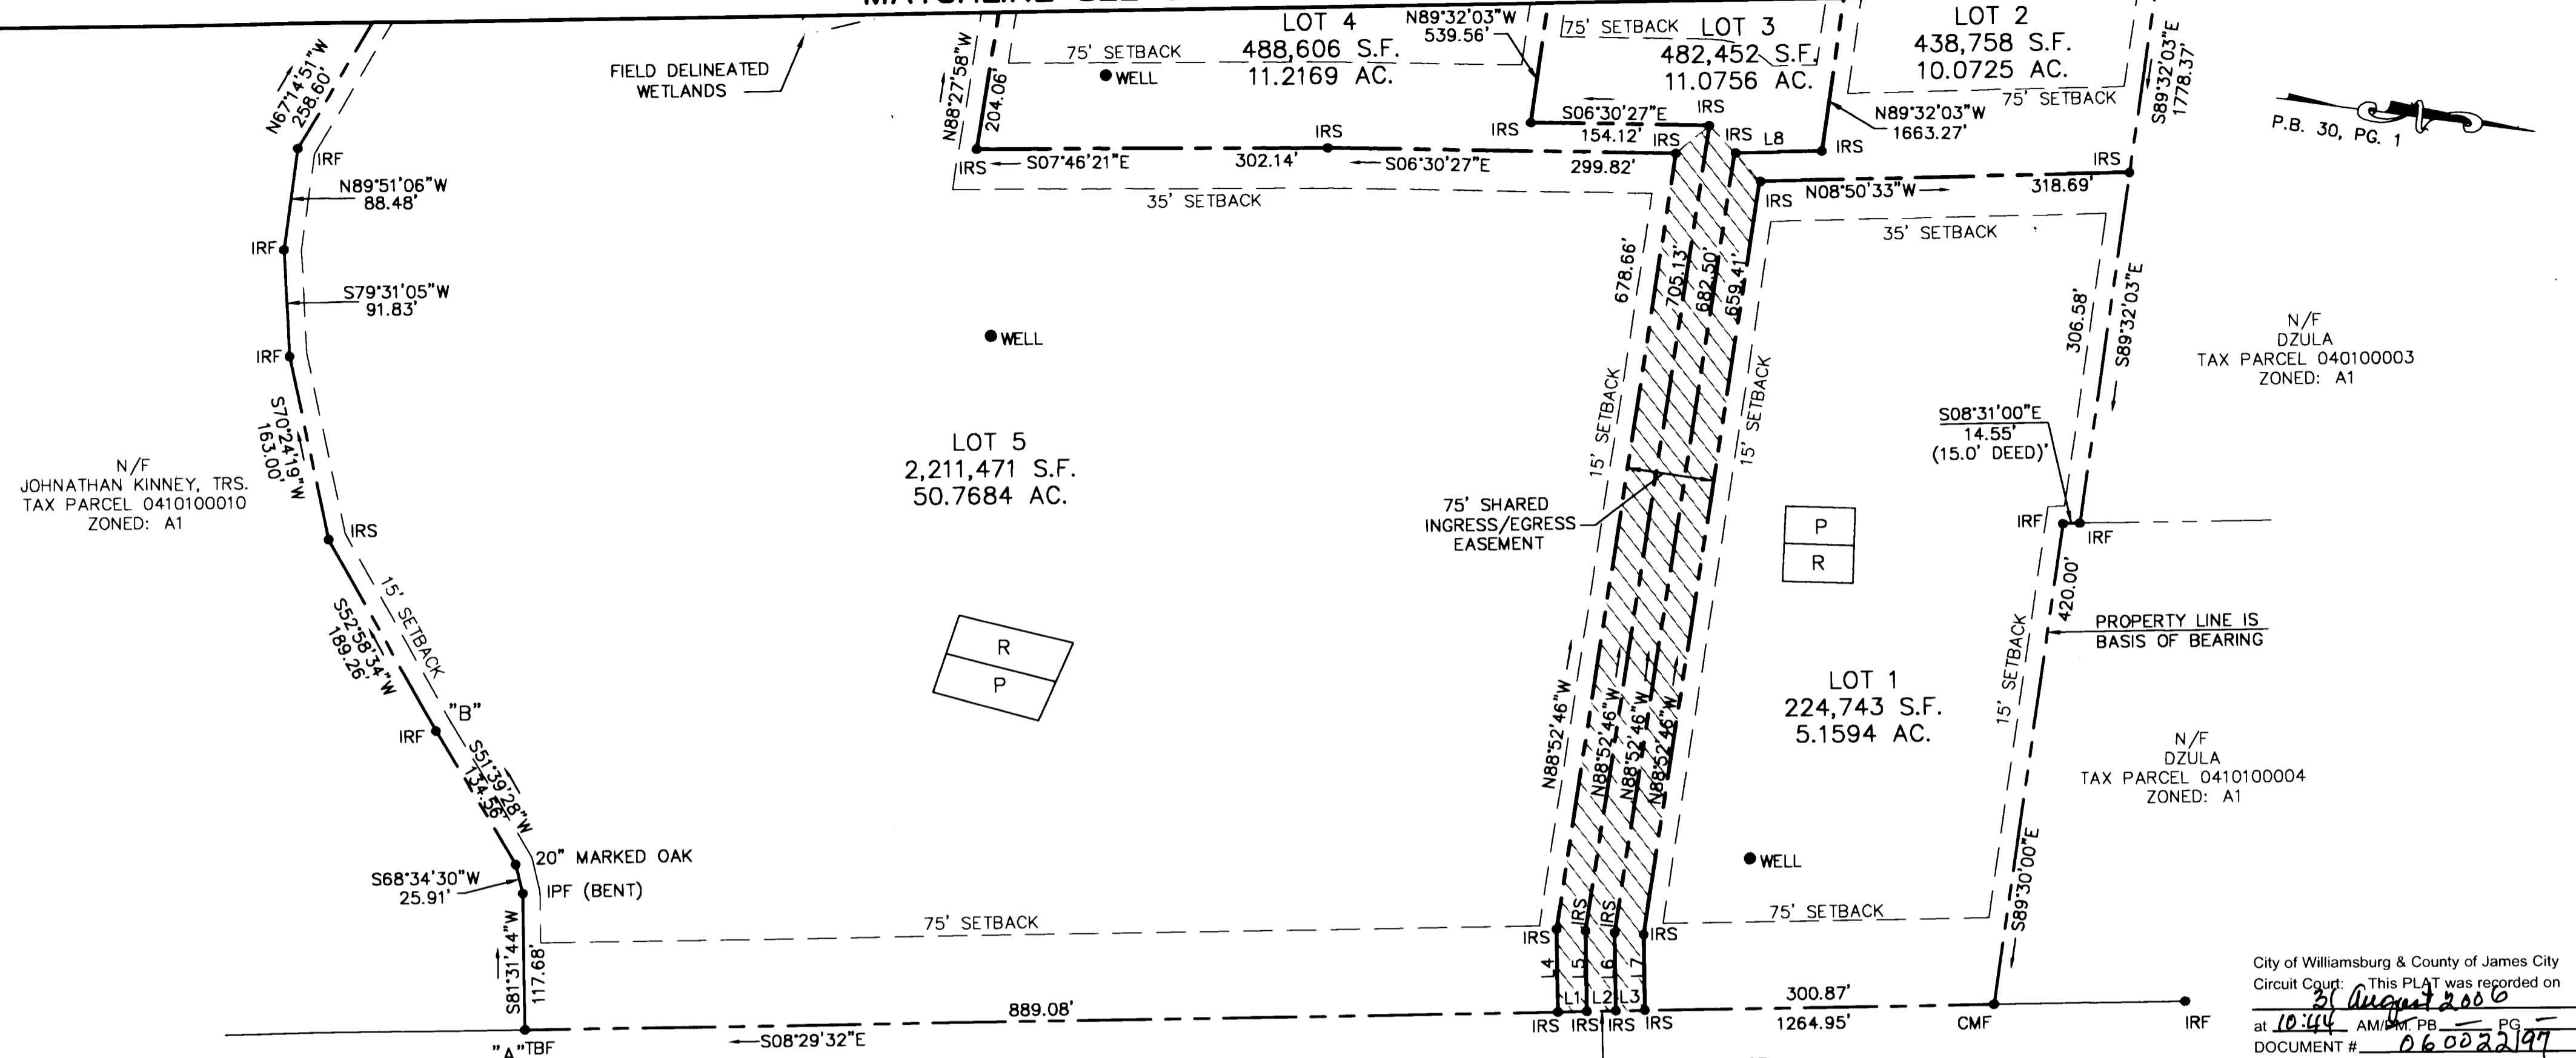 LOT 4
488,606 S.F.
11.2169 AC.
75' SETBACK
WELL
N89°32'03"W
539.56'
75' SETBACK
LOT 3
482,452 S.F.
11.0756 AC.
LOT 2
438,758 S.F.
10.0725 AC.
75' SETBACK
S89°32'03"E
1778.37'
P.B. 30, PG. 1
N67°14'51"W
258.60'
FIELD DELINEATED
WETLANDS
N88°27'58"W
204.06'
IRF
N89°51'06"W
88.48'
IRF
S79°31'05"W
91.83'
IRF
S70°24'19"W
163.00'
IRS
S07°46'21"E
302.14'
IRS
S06°30'27"E
299.82'
IRS
IRS
S06°30'27"E
154.12'
IRS
IRS
L8
IRS
N89°32'03"W
1663.27'
IRS
N08°50'33"W
318.69'
IRS
35' SETBACK
35' SETBACK
678.66'
705.13'
682.50'
659.41'
306.58'
S89°32'03"E
N/F
DZULA
TAX PARCEL 040100003
ZONED: A1
WELL
15' SETBACK
15' SETBACK
LOT 5
2,211,471 S.F.
50.7684 AC.
N/F
JOHNATHAN KINNEY, TRS.
TAX PARCEL 0410100010
ZONED: A1
75' SHARED
INGRESS/EGRESS
EASEMENT
S08°31'00"E
14.55'
(15.0' DEED)
IRF
IRF
P
R
420.00'
PROPERTY LINE IS
BASIS OF BEARING
15' SETBACK
S52°58'34"W
189.26'
15' SETBACK
R
P
"B"
IRF
S51°39'28"W
134.56'
N88°52'46"W
N88°52'46"W
N88°52'46"W
N88°52'46"W
LOT 1
224,743 S.F.
5.1594 AC.
N/F
DZULA
TAX PARCEL 0410100004
ZONED: A1
20" MARKED OAK
S68°34'30"W
25.91'
IPF (BENT)
WELL
S89°30'00"E
75' SETBACK
75' SETBACK
IRS
IRS
IRS
IRS
S81°31'44"W
117.68'
L4
L5
L6
L7
L1
L2
L3
889.08'
300.87'
1264.95'
IRS
IRS
IRS
IRS
CMF
IRF
"A"
TBF
S08°29'32"E
City of Williamsburg & County of James City
Circuit Court: This PLAT was recorded on
31 August 2006
at 10:44 AM/PM. PB — PG —
DOCUMENT # 060022197